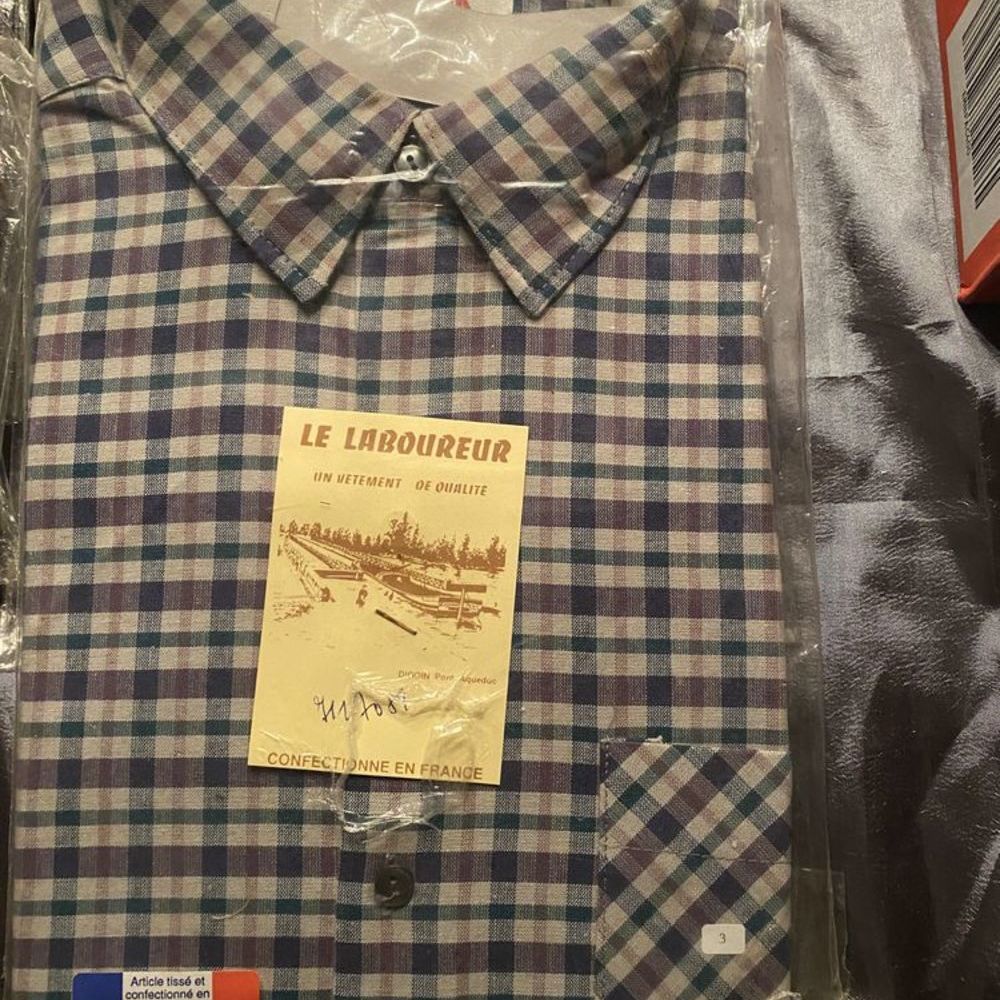 LE LABOUREUR
UN VETEMENT DE QUALITE
DIGOIN Pont Aqueduc
CONFECTIONNE EN FRANCE
3
Article tissé et
confectionné en